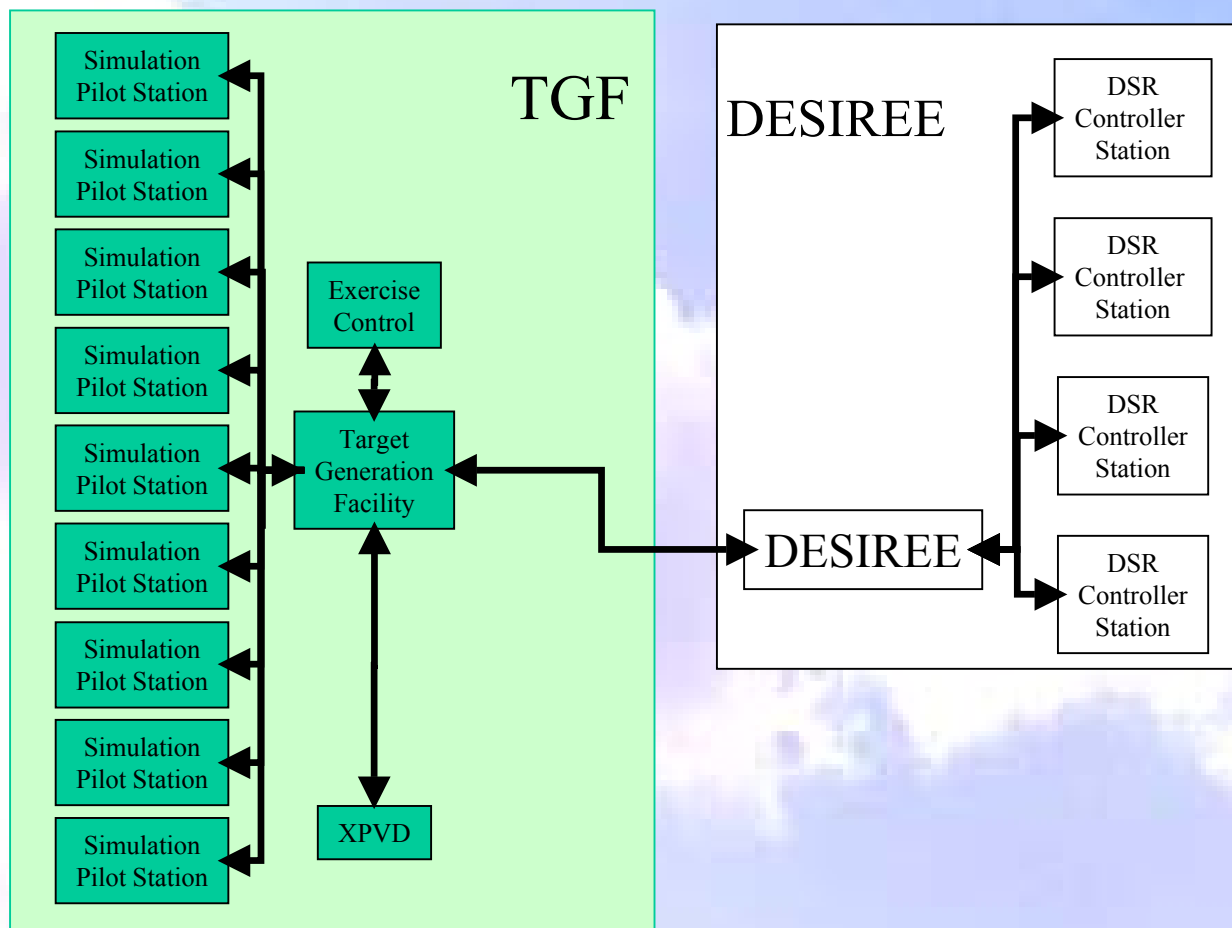 TGF
Simulation
Pilot Station
Simulation
Pilot Station
Simulation
Pilot Station
Simulation
Pilot Station
Simulation
Pilot Station
Simulation
Pilot Station
Simulation
Pilot Station
Simulation
Pilot Station
Simulation
Pilot Station
Exercise
Control
Target
Generation
Facility
XPVD
DESIREE
DESIREE
DSR
Controller
Station
DSR
Controller
Station
DSR
Controller
Station
DSR
Controller
Station